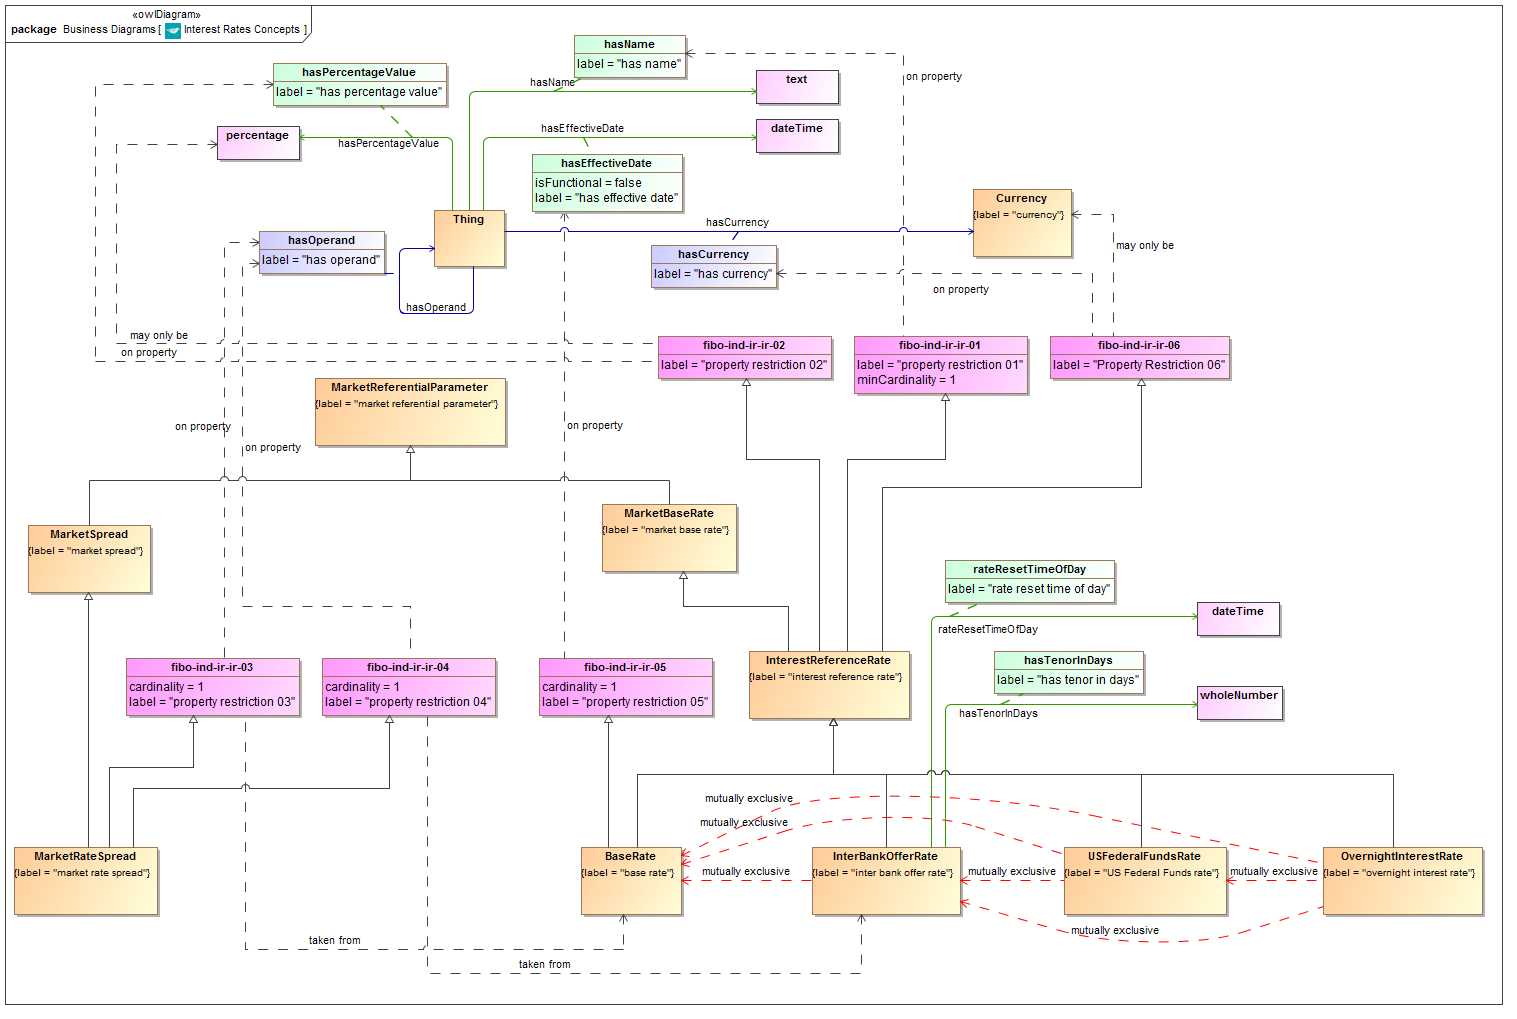 «owlDiagram»
package Business Diagrams [ Interest Rates Concepts ]
hasName
label = "has name"
on property
hasPercentageValue
label = "has percentage value"
hasName
text
percentage
hasPercentageValue
hasEffectiveDate
dateTime
hasEffectiveDate
isFunctional = false
label = "has effective date"
Thing
Currency
{label = "currency"}
hasCurrency
may only be
hasOperand
label = "has operand"
hasCurrency
label = "has currency"
on property
hasOperand
may only be
on property
fibo-ind-ir-ir-02
label = "property restriction 02"
fibo-ind-ir-ir-01
label = "property restriction 01"
minCardinality = 1
fibo-ind-ir-ir-06
label = "Property Restriction 06"
MarketReferentialParameter
{label = "market referential parameter"}
on property
on property
on property
MarketSpread
{label = "market spread"}
MarketBaseRate
{label = "market base rate"}
rateResetTimeOfDay
label = "rate reset time of day"
rateResetTimeOfDay
dateTime
fibo-ind-ir-ir-03
cardinality = 1
label = "property restriction 03"
fibo-ind-ir-ir-04
cardinality = 1
label = "property restriction 04"
fibo-ind-ir-ir-05
cardinality = 1
label = "property restriction 05"
InterestReferenceRate
{label = "interest reference rate"}
hasTenorInDays
label = "has tenor in days"
hasTenorInDays
wholeNumber
mutually exclusive
mutually exclusive
MarketRateSpread
{label = "market rate spread"}
BaseRate
{label = "base rate"}
mutually exclusive
InterBankOfferRate
{label = "inter bank offer rate"}
mutually exclusive
USFederalFundsRate
{label = "US Federal Funds rate"}
mutually exclusive
OvernightInterestRate
{label = "overnight interest rate"}
mutually exclusive
taken from
taken from